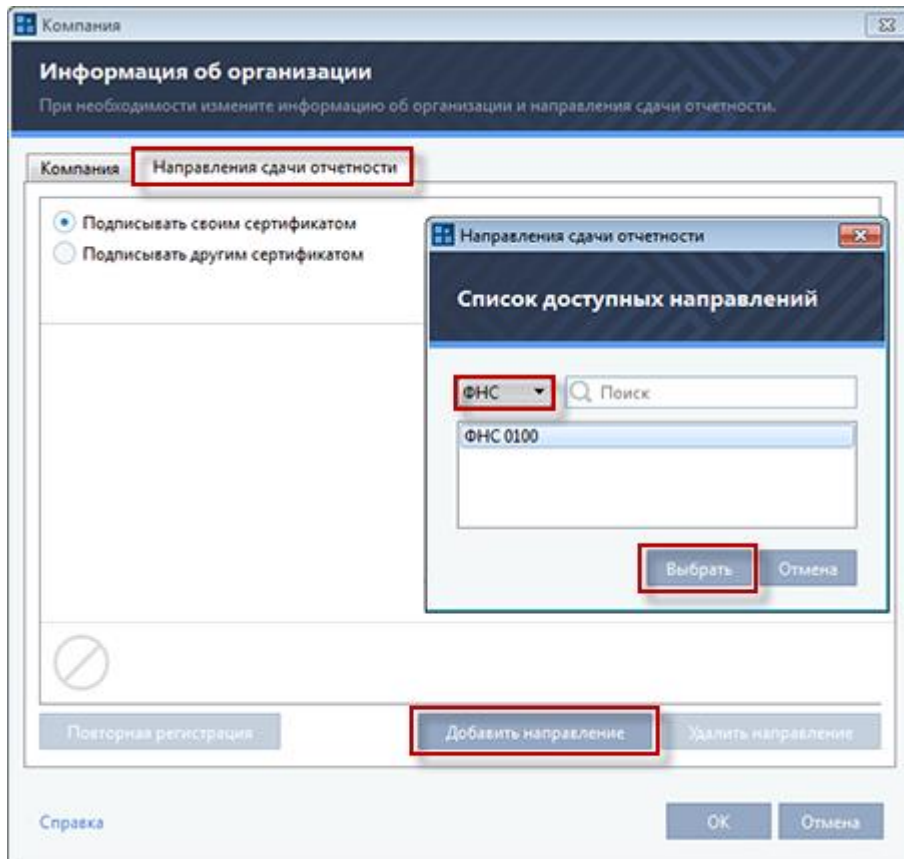 Компания
Информация об организации
При необходимости измените информацию об организации и направления сдачи отчетности.
Компания
Направления сдачи отчетности
Подписывать своим сертификатом
Подписывать другим сертификатом
Направления сдачи отчетности
Список доступных направлений
ФНС
Поиск
ФНС 0100
Выбрать
Отмена
Повторная регистрация
Добавить направление
Удалить направление
Справка
ОК
Отмена